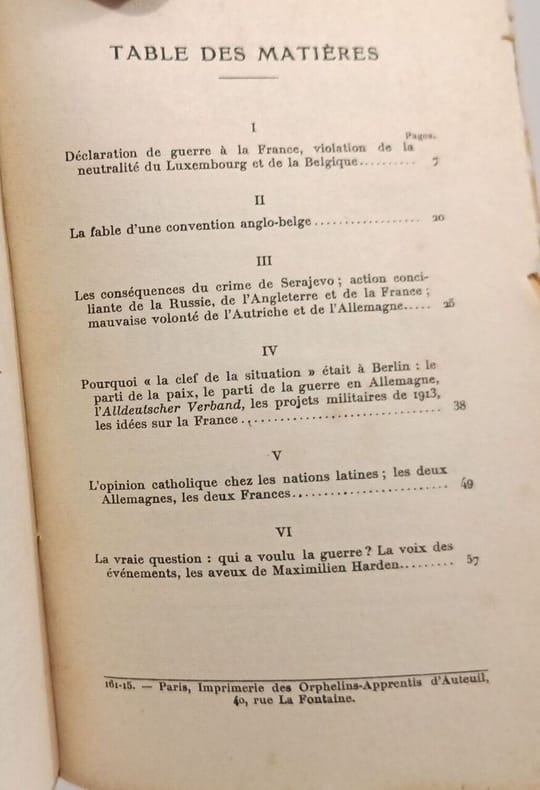 TABLE DES MATIÈRES
I
Pages.
Déclaration de guerre à la France, violation de la
neutralité du Luxembourg et de la Belgique.......... 7
II
La fable d'une convention anglo-belge.................. 20
III
Les conséquences du crime de Serajevo ; action conci-
liante de la Russie, de l'Angleterre et de la France ;
mauvaise volonté de l'Autriche et de l'Allemagne..... 25
IV
Pourquoi « la clef de la situation » était à Berlin : le
parti de la paix, le parti de la guerre en Allemagne,
l'Alldeutscher Verband, les projets militaires de 1913,
les idées sur la France................................ 38
V
L'opinion catholique chez les nations latines ; les deux
Allemagnes, les deux Frances......................... 49
VI
La vraie question : qui a voulu la guerre ? La voix des
événements, les aveux de Maximilien Harden......... 57
161-15. — Paris, Imprimerie des Orphelins-Apprentis d'Auteuil,
40, rue La Fontaine.